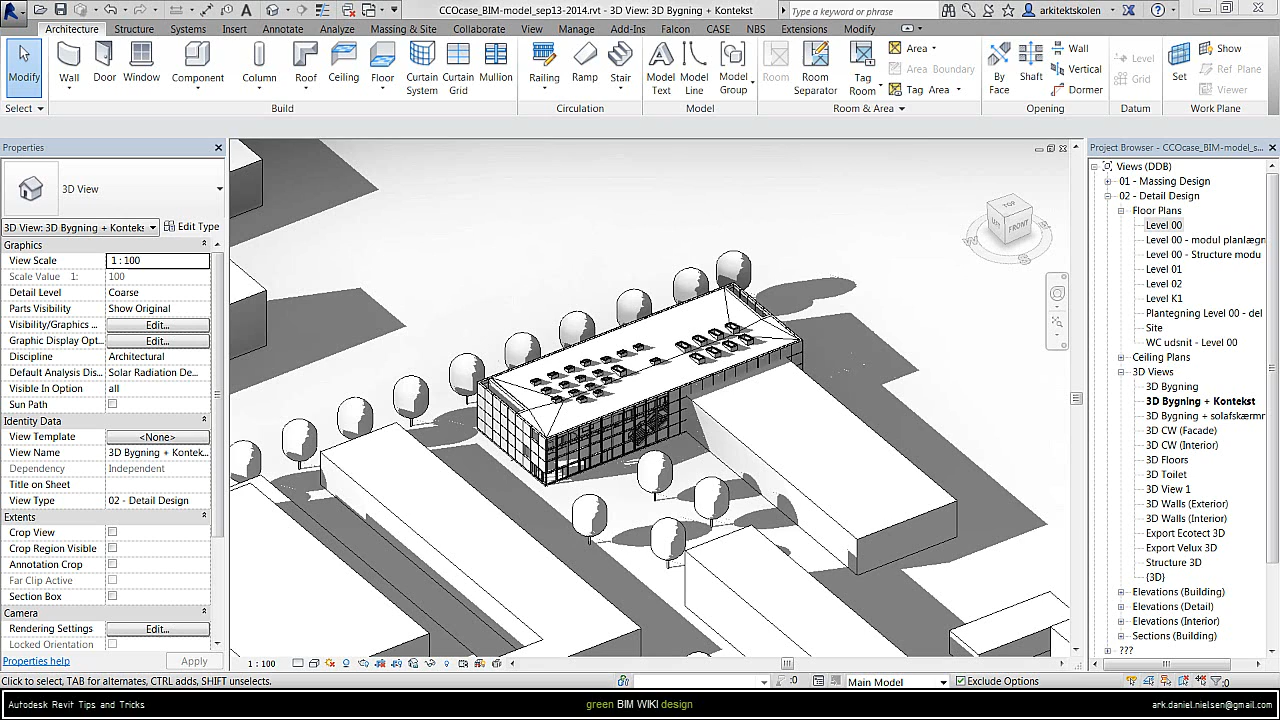 CCOcase_BIM-model_sep13-2014.rvt - 3D View: 3D Bygning + Kontekst
Type a keyword or phrase
arkitektskolen
Architecture Structure Systems Insert Annotate Analyze Massing & Site Collaborate View Manage Add-Ins Falcon CASE NBS Extensions Modify
Modify Wall Door Window Component Column Roof Ceiling Floor Curtain System Curtain Grid Mullion Railing Ramp Stair Model Text Model Line Model Group Room Room Separator Tag Room
Area
Area Boundary
Tag Area
By Face Shaft
Wall
Vertical
Dormer
Level
Grid
Set
Show
Ref Plane
Viewer
Select Build Circulation Model Room & Area Opening Datum Work Plane
Properties
3D View
3D View: 3D Bygning + Konteks Edit Type
Graphics
View Scale 1 : 100
Scale Value 1: 100
Detail Level Coarse
Parts Visibility Show Original
Visibility/Graphics ... Edit...
Graphic Display Opt... Edit...
Discipline Architectural
Default Analysis Dis... Solar Radiation De...
Visible In Option all
Sun Path
Identity Data
View Template <None>
View Name 3D Bygning + Kontek...
Dependency Independent
Title on Sheet
View Type 02 - Detail Design
Extents
Crop View
Crop Region Visible
Annotation Crop
Far Clip Active
Section Box
Camera
Rendering Settings Edit...
Locked Orientation
Properties help Apply
TOP
FRONT
W
S
1 : 100
Project Browser - CCOcase_BIM-model_s...
Views (DDB)
01 - Massing Design
02 - Detail Design
Floor Plans
Level 00
Level 00 - modul planlægn
Level 00 - Structure modu
Level 01
Level 02
Level K1
Plantegning Level 00 - del
Site
WC udsnit - Level 00
Ceiling Plans
3D Views
3D Bygning
3D Bygning + Kontekst
3D Bygning + solafskærmr
3D CW (Facade)
3D CW (Interior)
3D Floors
3D Toilet
3D View 1
3D Walls (Exterior)
3D Walls (Interior)
Export Ecotect 3D
Export Velux 3D
Structure 3D
{3D}
Elevations (Building)
Elevations (Detail)
Elevations (Interior)
Sections (Building)
???
Click to select, TAB for alternates, CTRL adds, SHIFT unselects. :0 Main Model Exclude Options :0
Autodesk Revit Tips and Tricks green BIM WIKI design ark.daniel.nielsen@gmail.com